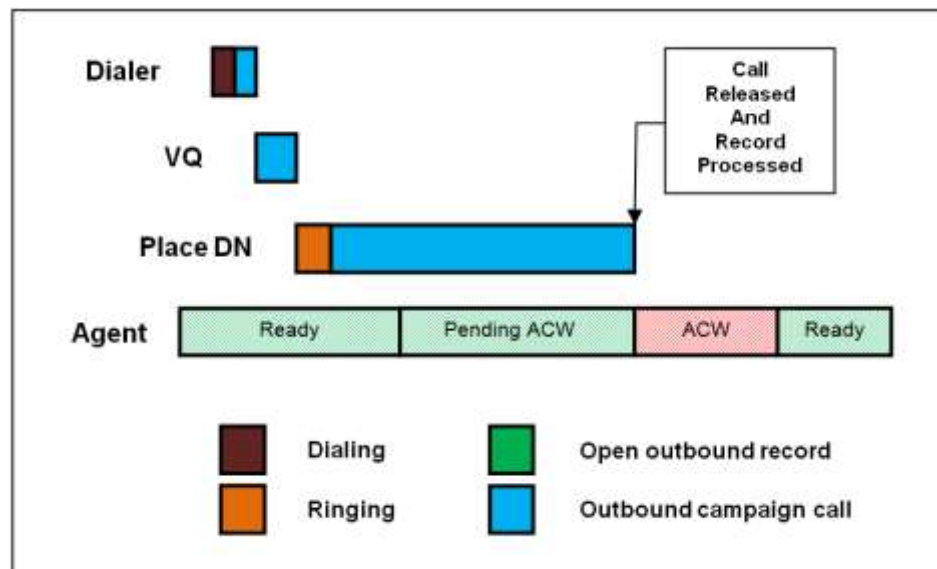 Dialer
Call
Released
And
Record
Processed
VQ
Place DN
Agent
Ready
Pending ACW
ACW
Ready
Dialing
Open outbound record
Ringing
Outbound campaign call